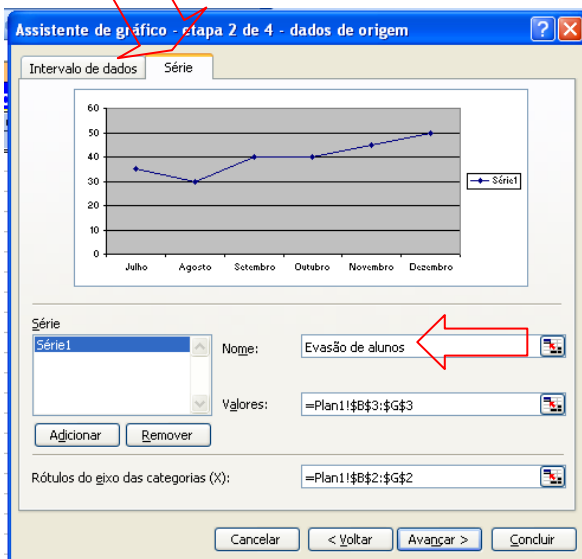 Assistente de gráfico - etapa 2 de 4 - dados de origem
Intervalo de dados
Série
60
50
40
30
20
10
0
Julho
Agosto
Setembro
Outubro
Novembro
Dezembro
Série1
Série
Série1
Nome:
Evasão de alunos
Valores:
=Plan1!$B$3:$G$3
Adicionar
Remover
Rótulos do eixo das categorias (X):
=Plan1!$B$2:$G$2
Cancelar
< Voltar
Avançar >
Concluir